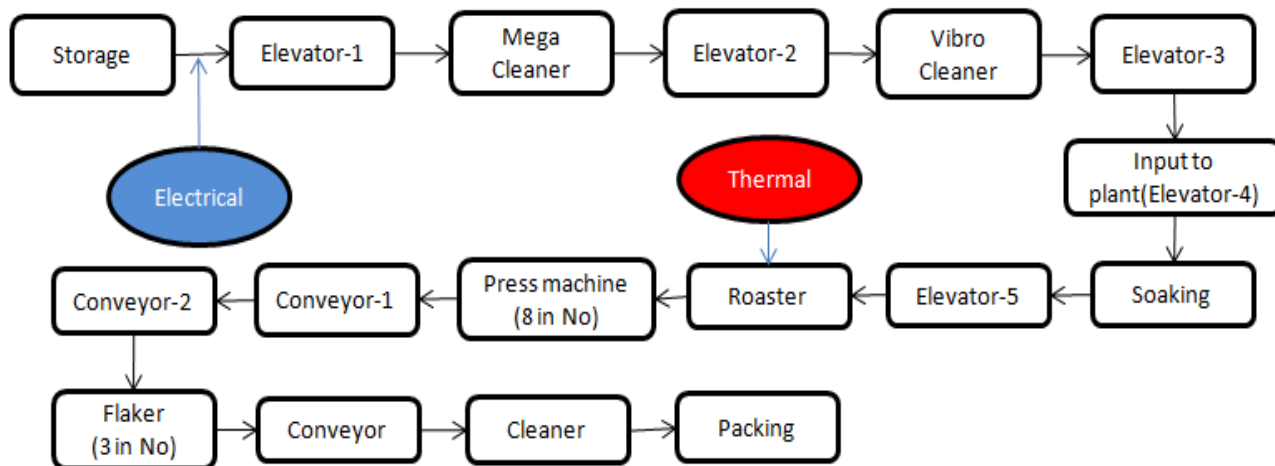 Storage
Elevator-1
Mega
Cleaner
Elevator-2
Vibro
Cleaner
Elevator-3
Electrical
Thermal
Input to
plant(Elevator-4)
Conveyor-2
Conveyor-1
Press machine
(8 in No)
Roaster
Elevator-5
Soaking
Flaker
(3 in No)
Conveyor
Cleaner
Packing